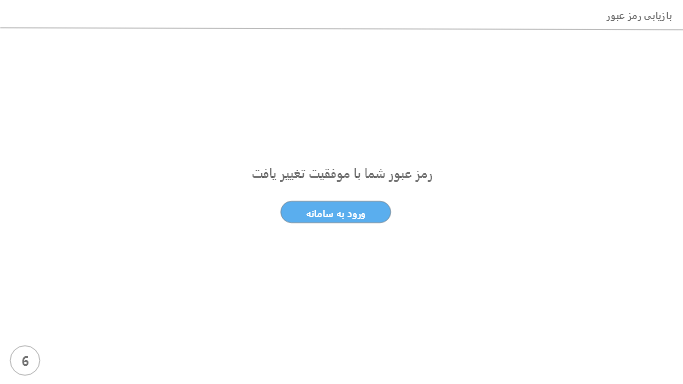 بازیابی رمز عبور
رمز عبور شما با موفقیت تغییر یافت
ورود به سامانه
6